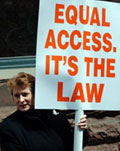 EQUAL
ACCESS.
IT'S THE
LAW